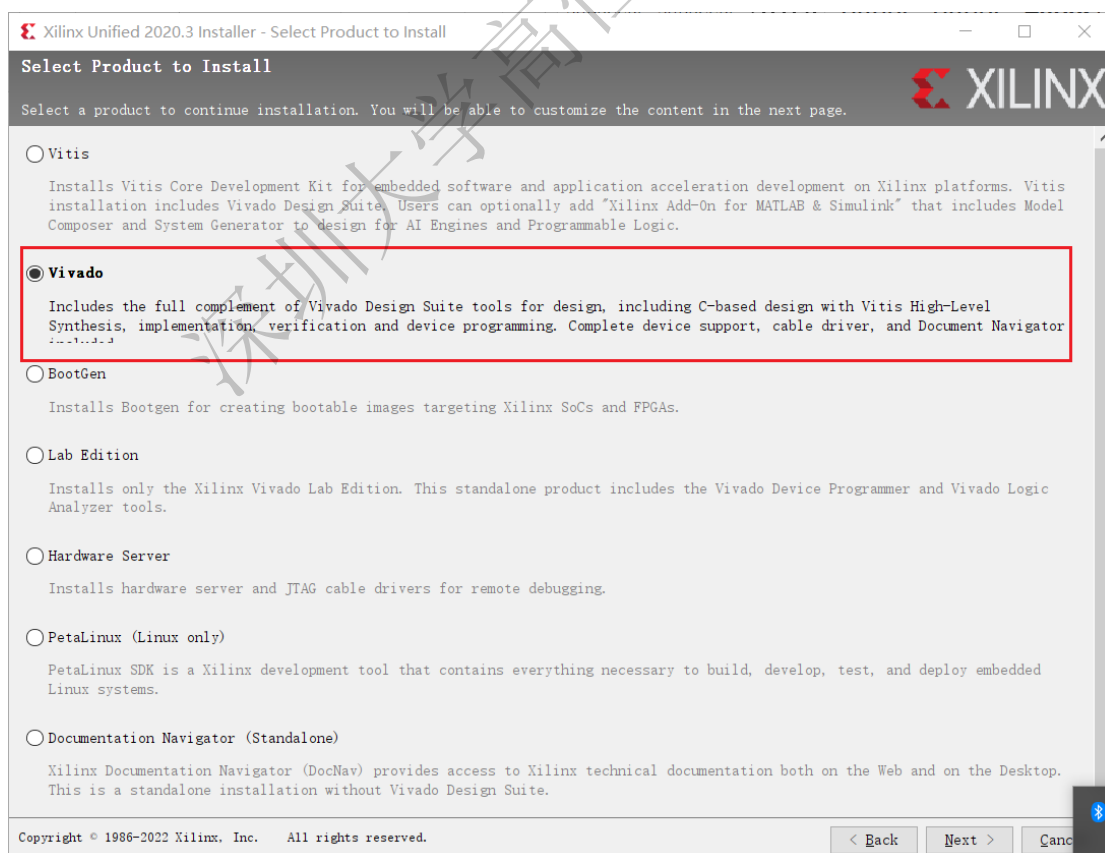 Xilinx Unified 2020.3 Installer - Select Product to Install
Select Product to Install
XILINX
Select a product to continue installation. You will be able to customize the content in the next page.
Vitis
Installs Vitis Core Development Kit for embedded software and application acceleration development on Xilinx platforms. Vitis
installation includes Vivado Design Suite. Users can optionally add "Xilinx Add-On for MATLAB & Simulink" that includes Model
Composer and System Generator to design for AI Engines and Programmable Logic.
Vivado
Includes the full complement of Vivado Design Suite tools for design, including C-based design with Vitis High-Level
Synthesis, implementation, verification and device programming. Complete device support, cable driver, and Document Navigator
included
BootGen
Installs Bootgen for creating bootable images targeting Xilinx SoCs and FPGAs.
Lab Edition
Installs only the Xilinx Vivado Lab Edition. This standalone product includes the Vivado Device Programmer and Vivado Logic
Analyzer tools.
Hardware Server
Installs hardware server and JTAG cable drivers for remote debugging.
PetaLinux (Linux only)
PetaLinux SDK is a Xilinx development tool that contains everything necessary to build, develop, test, and deploy embedded
Linux systems.
Documentation Navigator (Standalone)
Xilinx Documentation Navigator (DocNav) provides access to Xilinx technical documentation both on the Web and on the Desktop.
This is a standalone installation without Vivado Design Suite.
Copyright © 1986-2022 Xilinx, Inc. All rights reserved.
< Back
Next >
Canc
深圳大学高